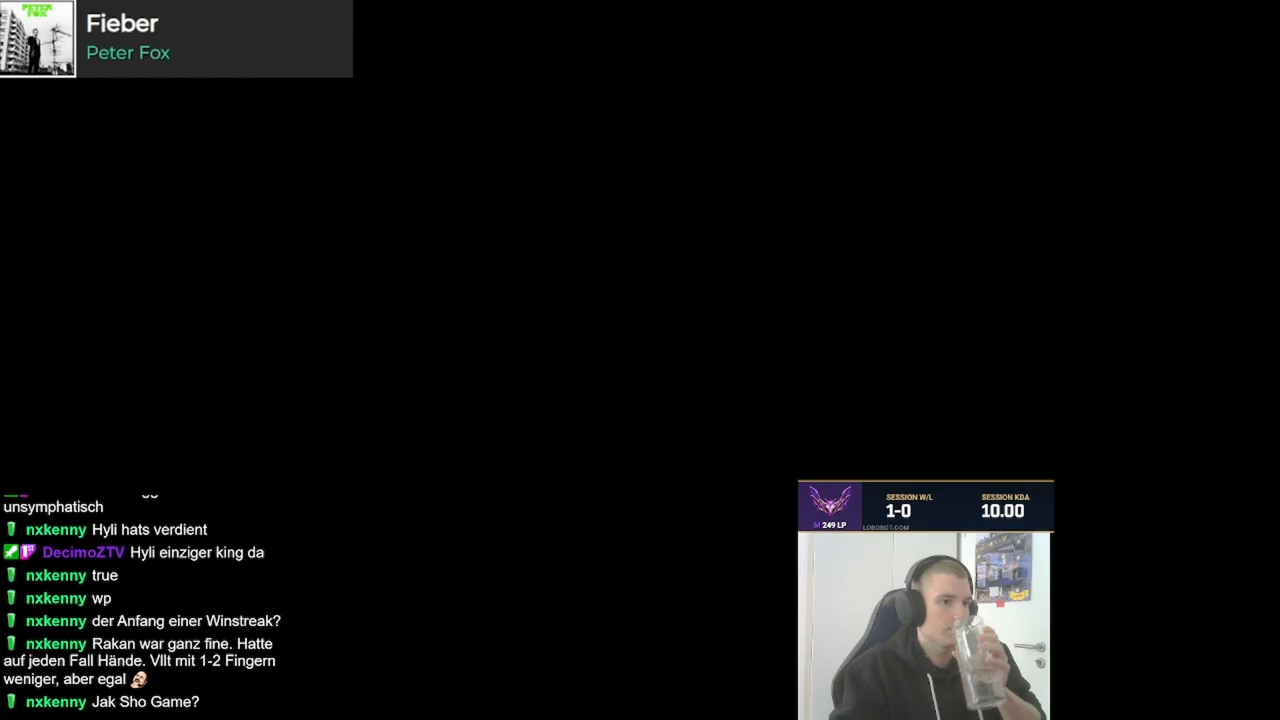 PETER
FOX
Fieber
Peter Fox
unsymphatisch
nxkenny Hyli hats verdient
DecimoZTV Hyli einziger king da
nxkenny true
nxkenny wp
nxkenny der Anfang einer Winstreak?
nxkenny Rakan war ganz fine. Hatte
auf jeden Fall Hände. Vllt mit 1-2 Fingern
weniger, aber egal
nxkenny Jak Sho Game?
SESSION W/L
1-0
SESSION KDA
10.00
M 249 LP
LOBOBOT.COM